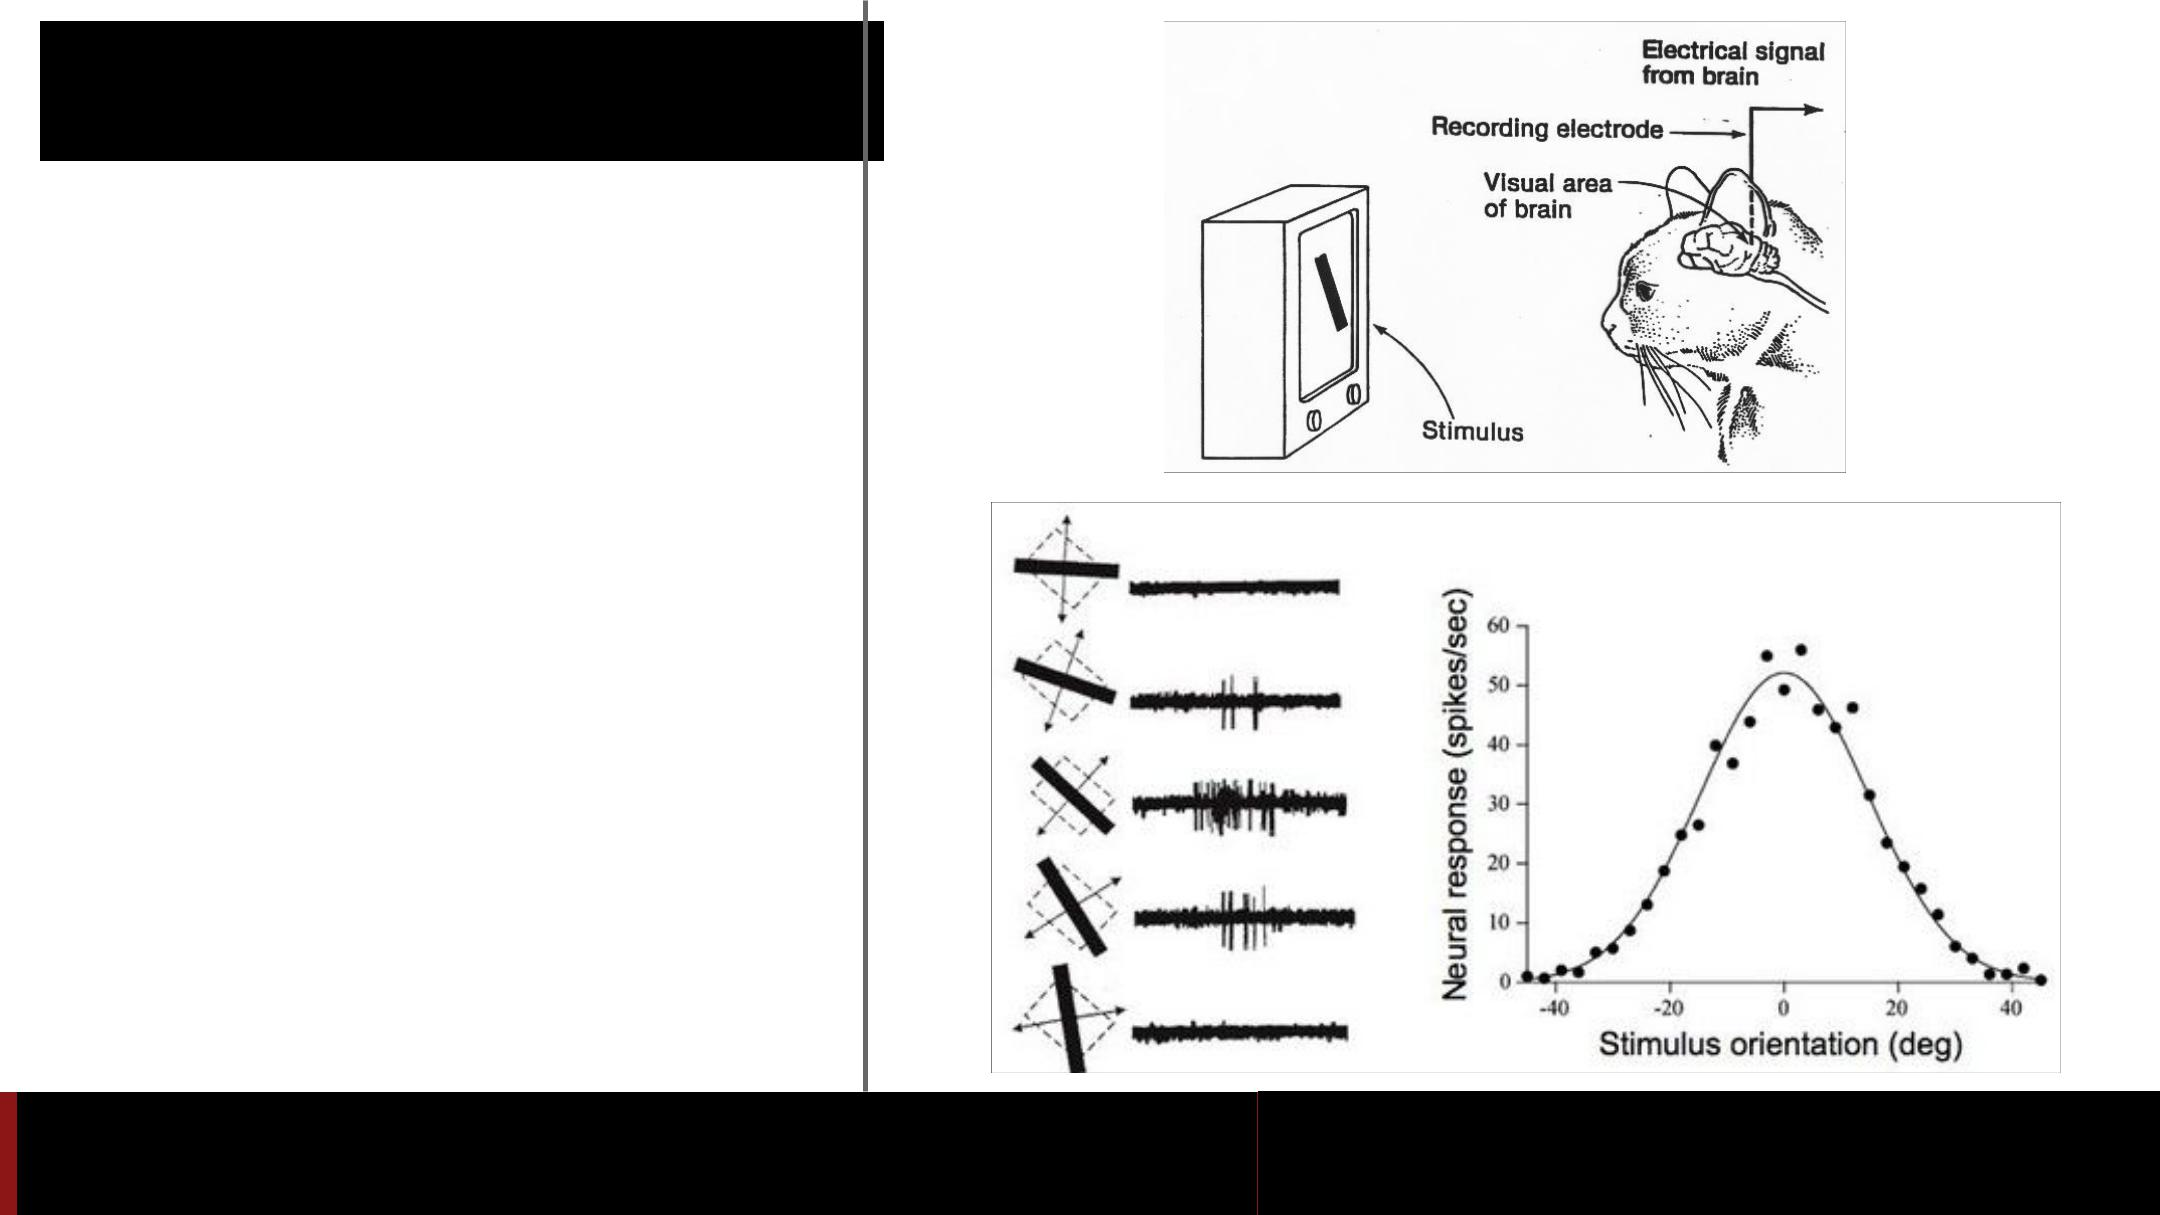 Electrical signal
from brain
Recording electrode
Visual area
of brain
Stimulus
Neural response (spikes/sec)
60
50
40
30
20
10
0
-40
-20
0
20
40
Stimulus orientation (deg)